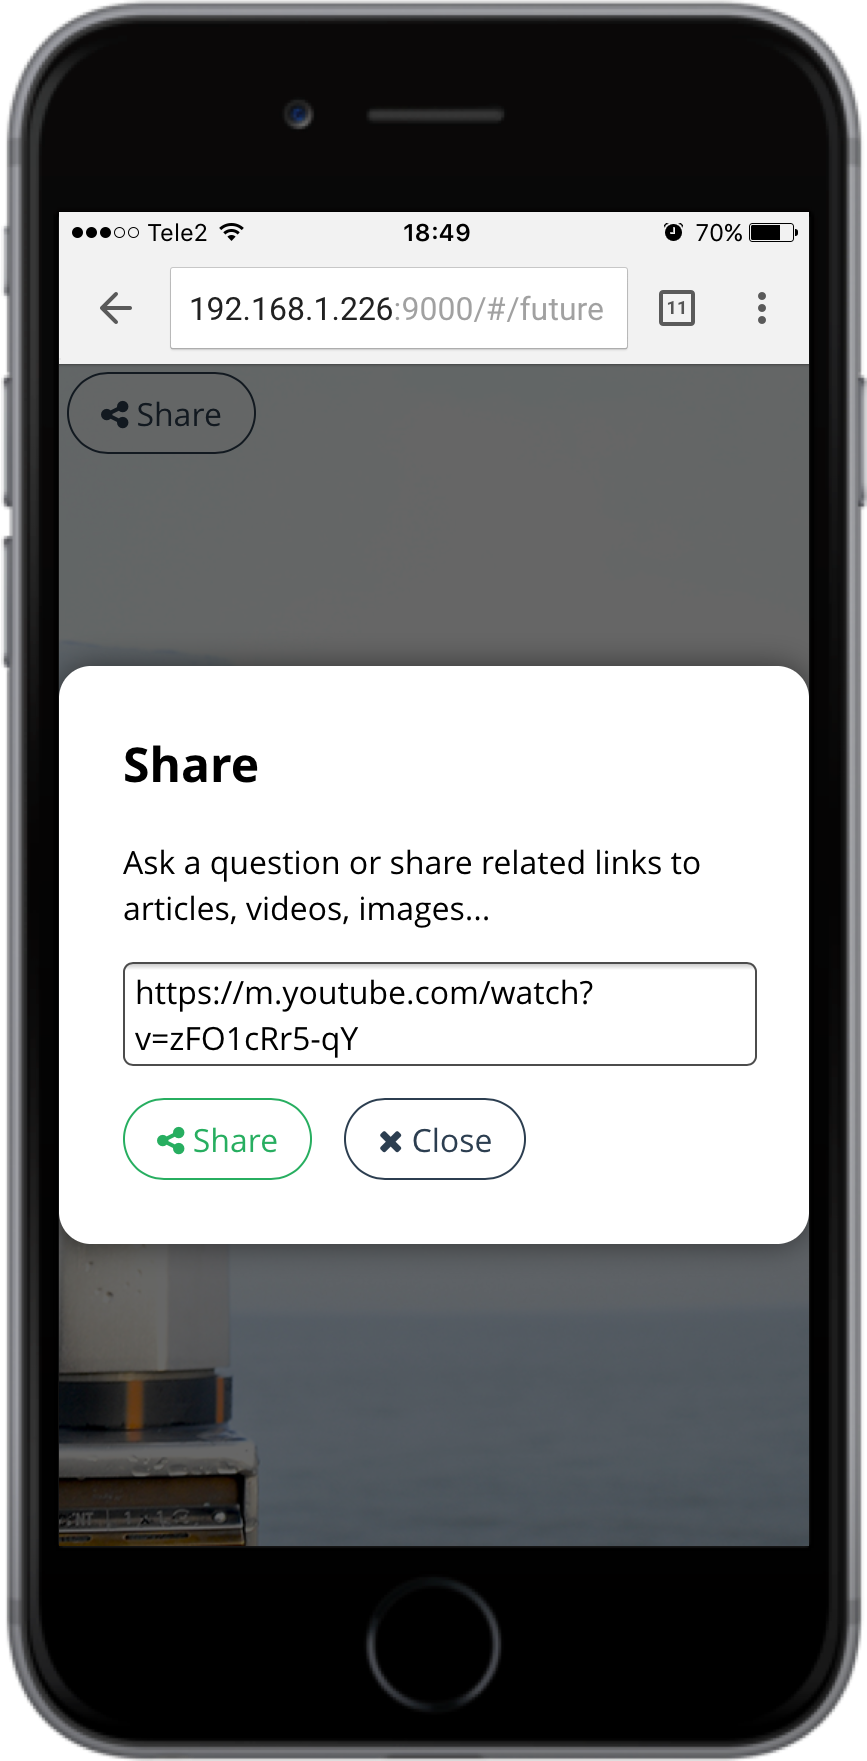 Tele2 18:49 70%
192.168.1.226:9000/#/future 11
Share
Share
Ask a question or share related links to
articles, videos, images...
https://m.youtube.com/watch?
v=zFO1cRr5-qY
Share Close